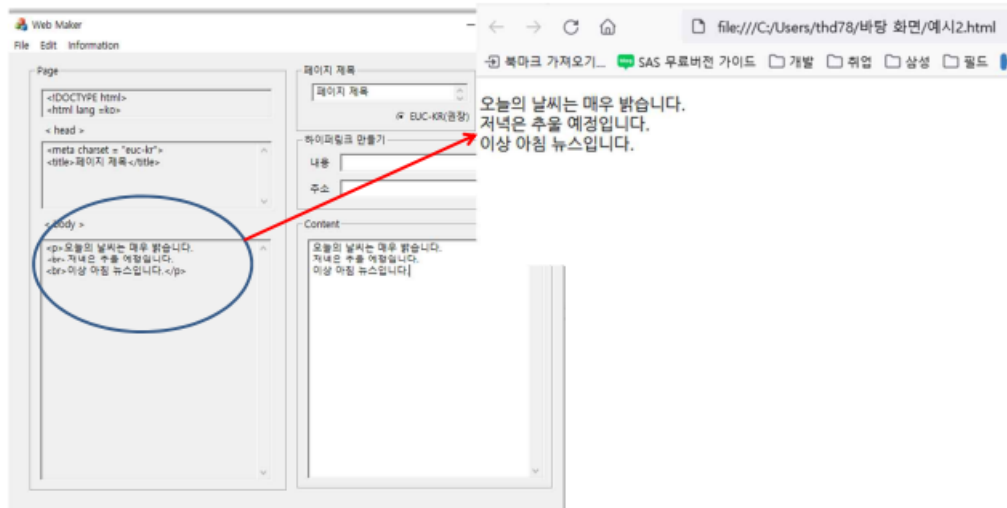 Web Maker
File Edit Information
Page
<!DOCTYPE html>
<html lang =ko>
< head >
<meta charset = "euc-kr">
<title>페이지 제목</title>
< body >
<p>오늘의 날씨는 매우 밝습니다.
<br>저녁은 추울 예정입니다.
<br>이상 아침 뉴스입니다.</p>
페이지 제목
페이지 제목
EUC-KR(권장)
하이퍼링크 만들기
내용
주소
Content
오늘의 날씨는 매우 밝습니다.
저녁은 추울 예정입니다.
이상 아침 뉴스입니다.
file:///C:/Users/thd78/바탕 화면/예시2.html
북마크 가져오기... SAS 무료버전 가이드 개발 취업 삼성 필드
오늘의 날씨는 매우 밝습니다.
저녁은 추울 예정입니다.
이상 아침 뉴스입니다.